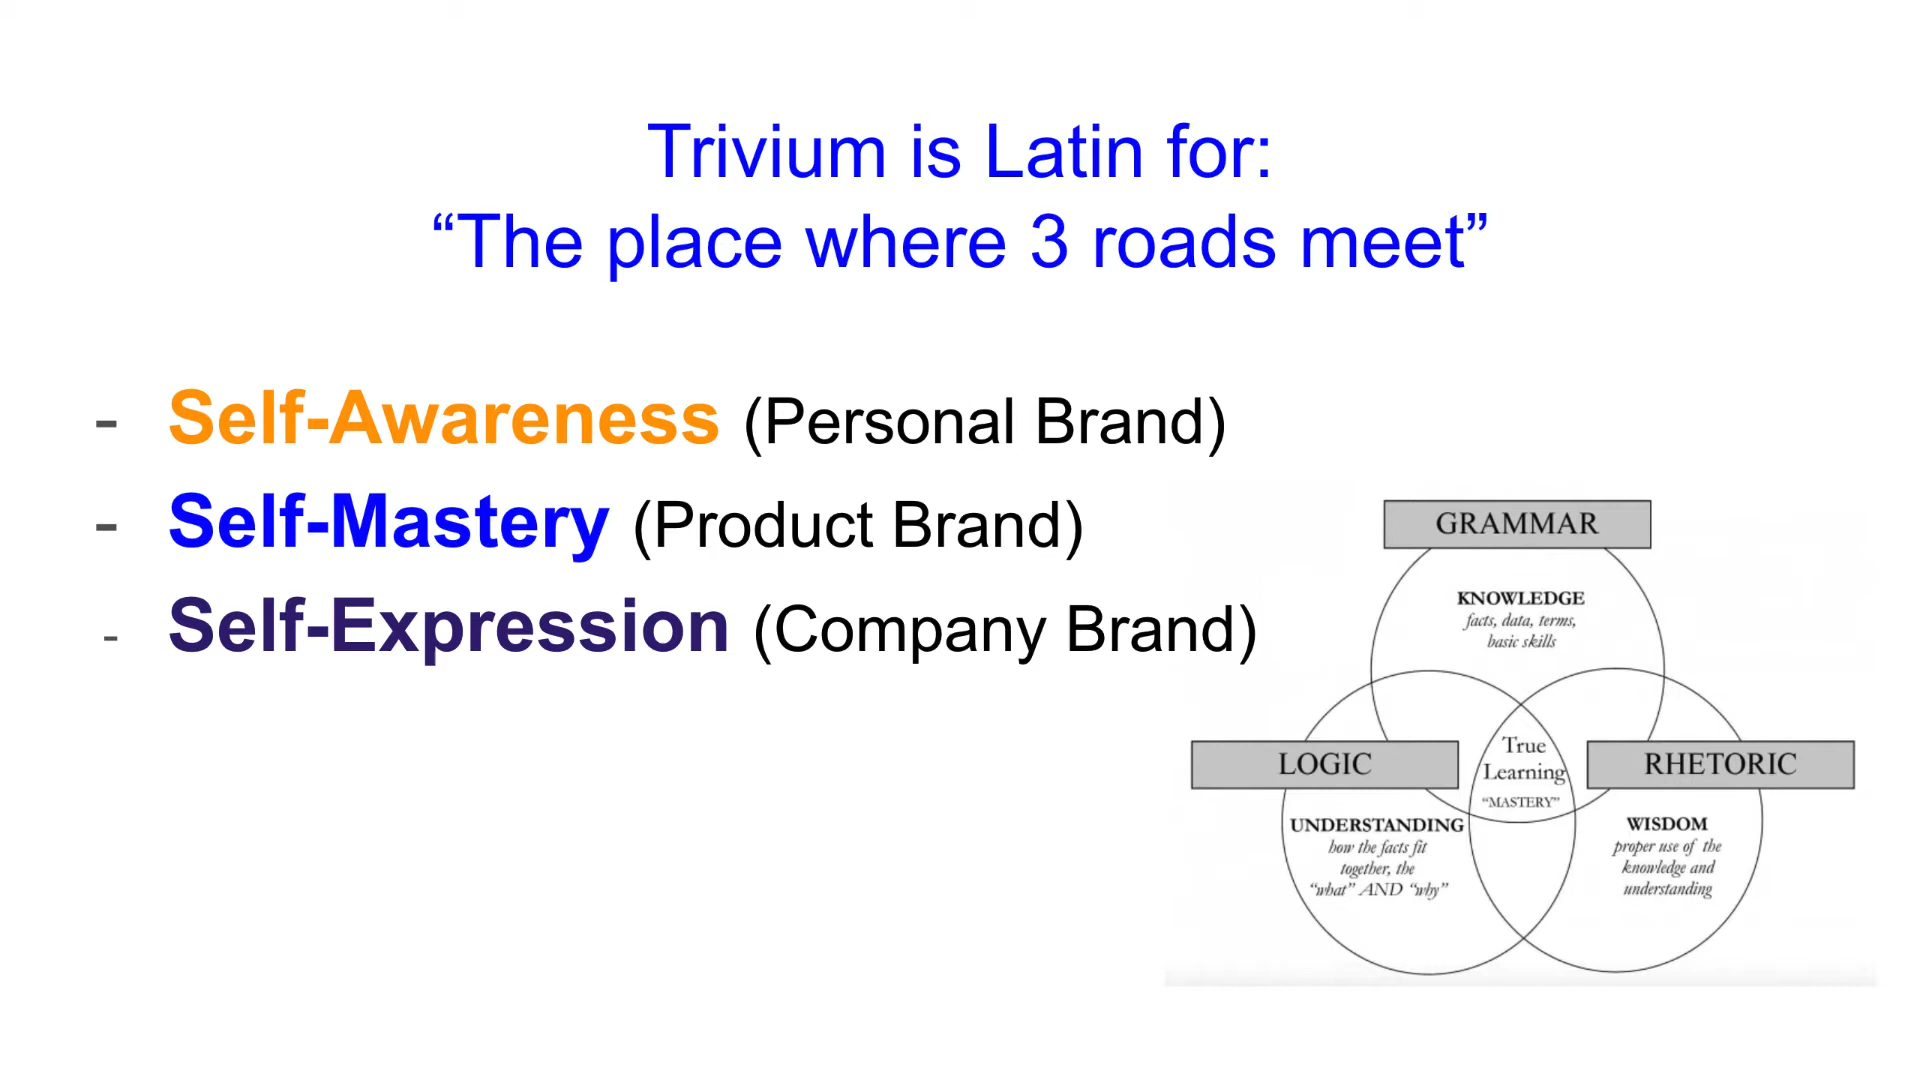 Trivium is Latin for:
“The place where 3 roads meet”
- Self-Awareness (Personal Brand)
- Self-Mastery (Product Brand)
- Self-Expression (Company Brand)
GRAMMAR
KNOWLEDGE
facts, data, terms,
basic skills
LOGIC
UNDERSTANDING
how the facts fit
together, the
“what” AND “why”
True
Learning
“MASTERY”
RHETORIC
WISDOM
proper use of the
knowledge and
understanding